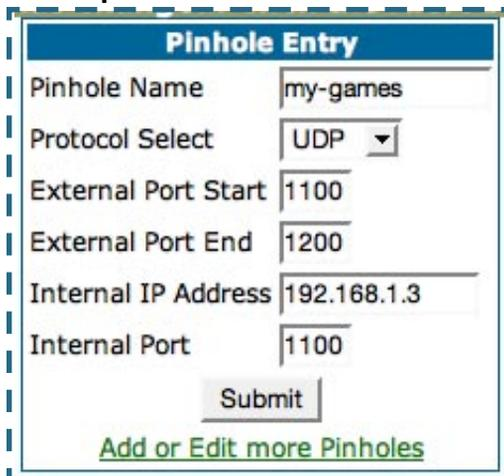 Pinhole Entry
Pinhole Name my-games
Protocol Select UDP
External Port Start 1100
External Port End 1200
Internal IP Address 192.168.1.3
Internal Port 1100
Submit
Add or Edit more Pinholes